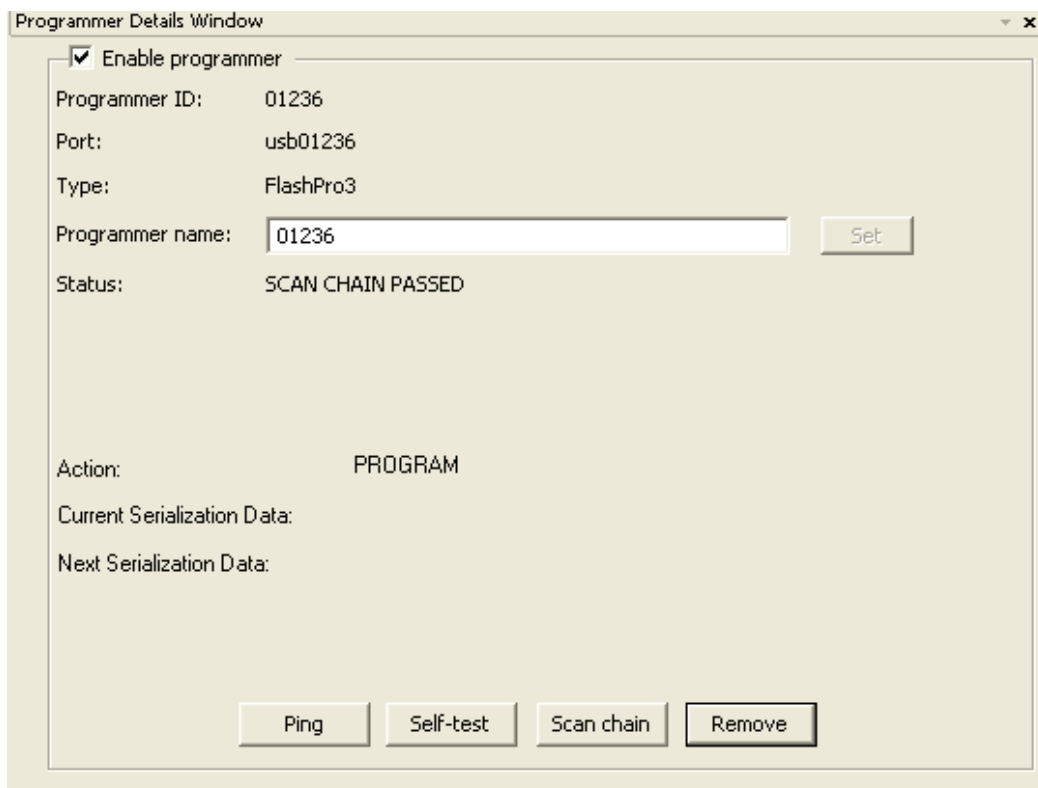 Programmer Details Window
Enable programmer
Programmer ID: 01236
Port: usb01236
Type: FlashPro3
Programmer name: 01236 Set
Status: SCAN CHAIN PASSED
Action: PROGRAM
Current Serialization Data:
Next Serialization Data:
Ping Self-test Scan chain Remove